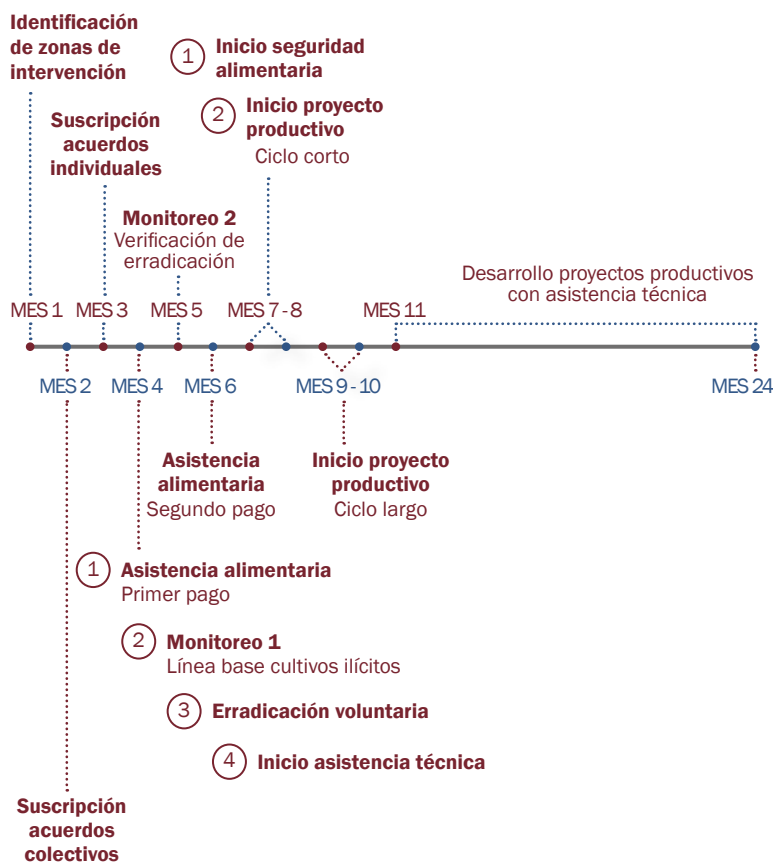 Identificación
de zonas de
intervención
1 Inicio seguridad
alimentaria
2 Inicio proyecto
productivo
Ciclo corto
Suscripción
acuerdos
individuales
Monitoreo 2
Verificación de
erradicación
Desarrollo proyectos productivos
con asistencia técnica
MES 1 MES 3 MES 5 MES 7 - 8 MES 11
MES 2 MES 4 MES 6 MES 9 - 10 MES 24
Asistencia
alimentaria
Segundo pago
Inicio proyecto
productivo
Ciclo largo
1 Asistencia alimentaria
Primer pago
2 Monitoreo 1
Línea base cultivos ilícitos
3 Erradicación voluntaria
4 Inicio asistencia técnica
Suscripción
acuerdos
colectivos